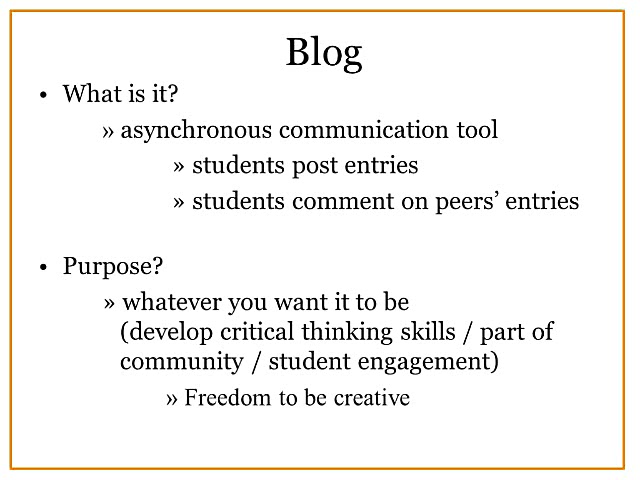 Blog
• What is it?
» asynchronous communication tool
» students post entries
» students comment on peers’ entries
• Purpose?
» whatever you want it to be
(develop critical thinking skills / part of
community / student engagement)
» Freedom to be creative